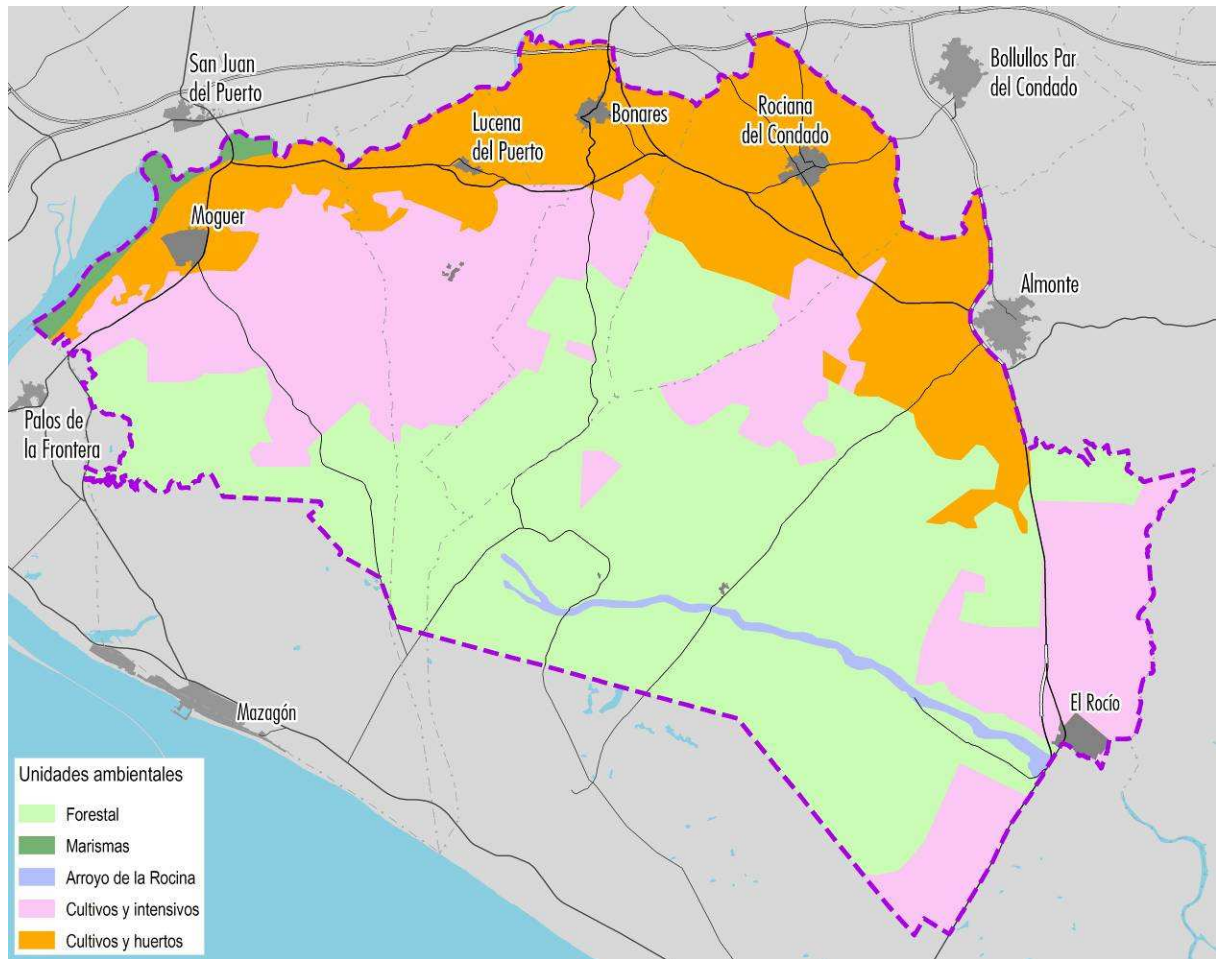 San Juan
del Puerto
Bollullos Par
del Condado
Bonares
Rociana
del Condado
Lucena
del Puerto
Moguer
Almonte
Palos de
la Frontera
El Rocío
Mazagón
Unidades ambientales
Forestal
Marismas
Arroyo de la Rocina
Cultivos y intensivos
Cultivos y huertos